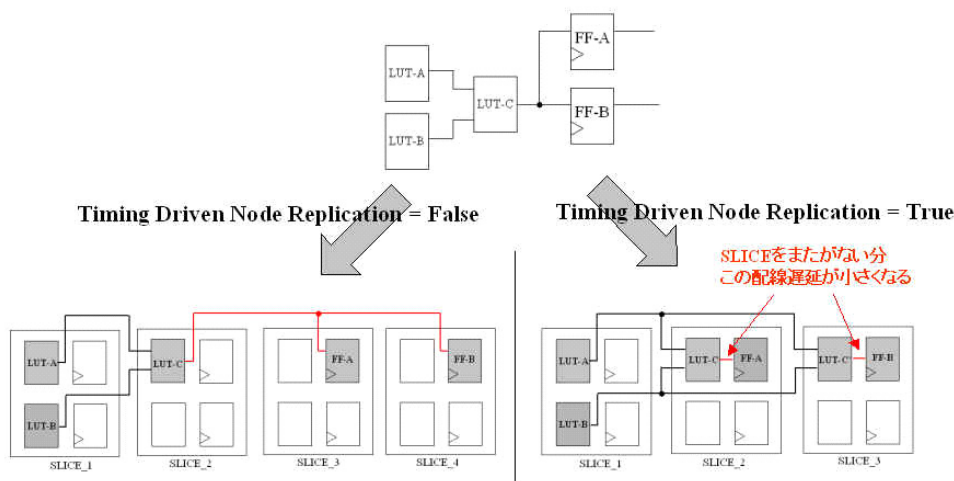 FF-A
LUT-A
LUT-C
FF-B
LUT-B
Timing Driven Node Replication = False
Timing Driven Node Replication = True
SLICEをまたがない分
この配線遅延が小さくなる
LUT-A
LUT-C
FF-A
FF-B
LUT-B
SLICE_1
SLICE_2
SLICE_3
SLICE_4
LUT-A
LUT-C
FF-A
LUT-C'
FF-B
LUT-B
SLICE_1
SLICE_2
SLICE_3